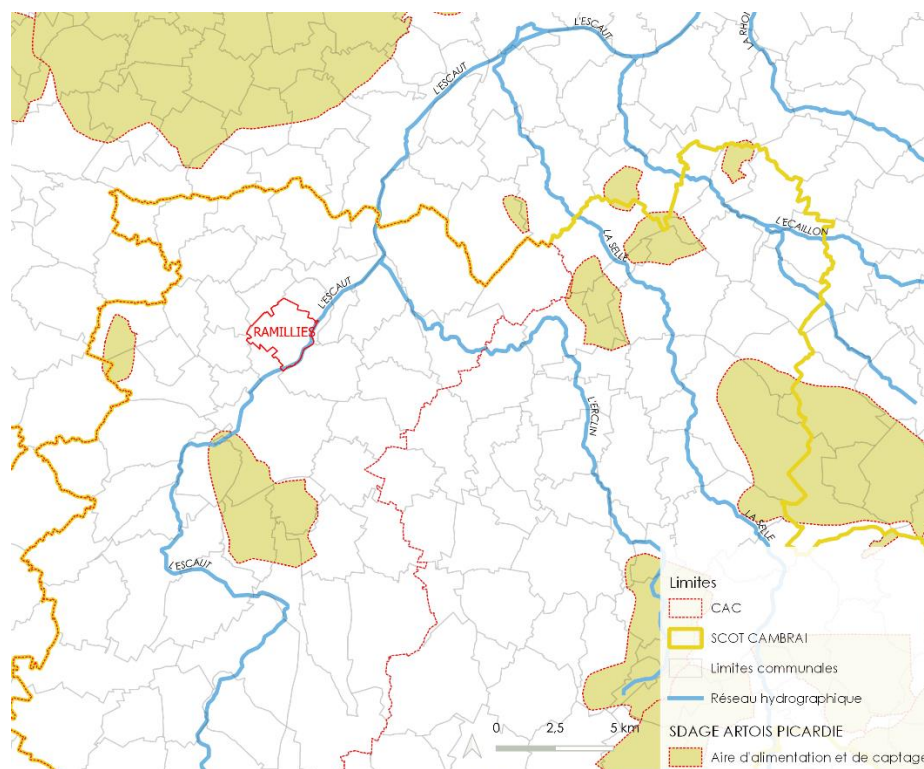 L'ESCAUT
LA RHO
L'ESCAUT
L'ECAILLON
LA SELLE
L'ESCAUT
RAMILLIES
L'ERCLIN
LA SELLE
L'ESCAUT
Limites
CAC
SCOT CAMBRAI
Limites communales
Réseau hydrographique
SDAGE ARTOIS PICARDIE
Aire d'alimentation et de captag
0 2,5 5 km